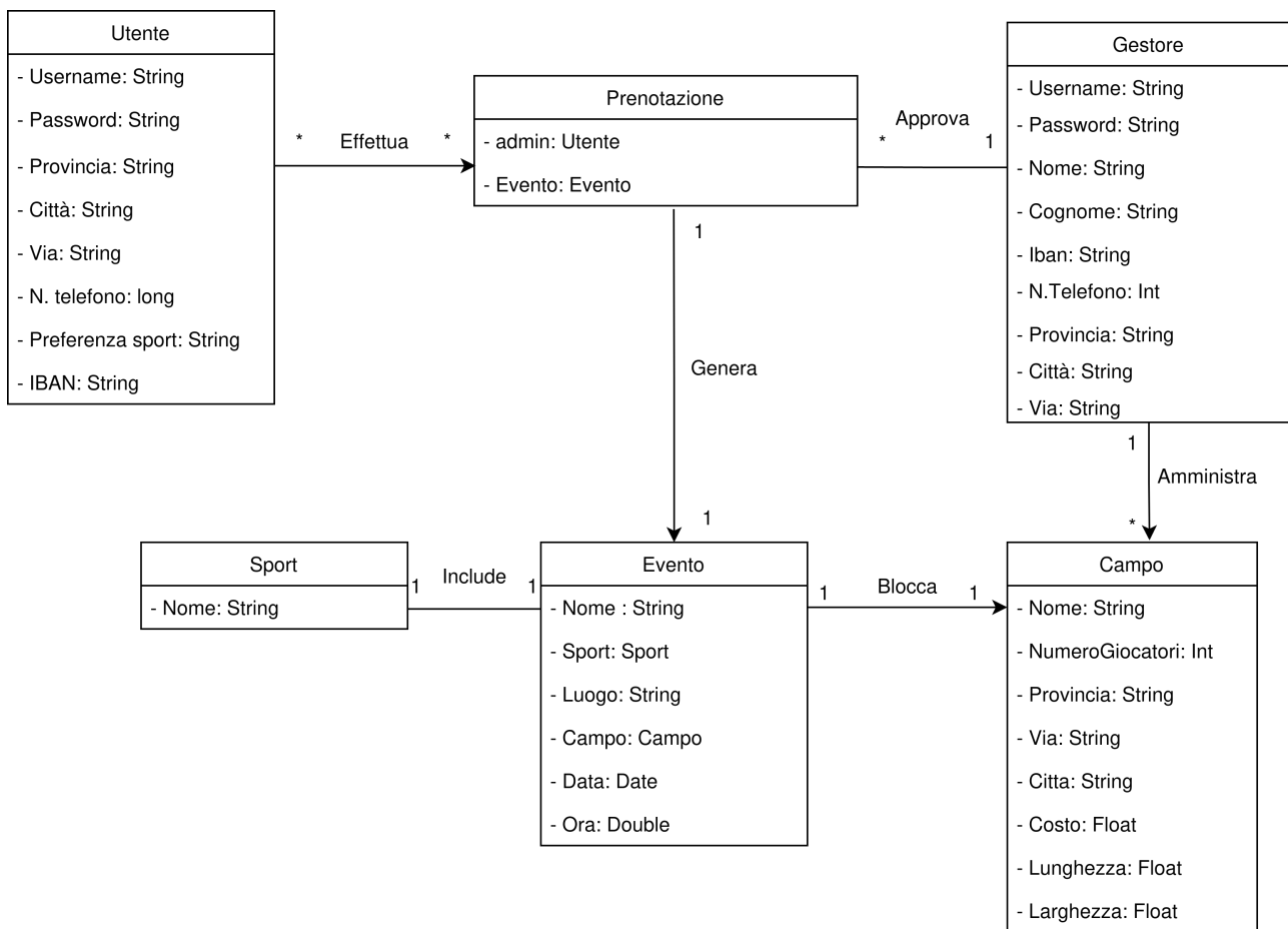 Utente
- Username: String
- Password: String
- Provincia: String
- Città: String
- Via: String
- N. telefono: long
- Preferenza sport: String
- IBAN: String
* Effettua *
Prenotazione
- admin: Utente
- Evento: Evento
Approva
* 1
Gestore
- Username: String
- Password: String
- Nome: String
- Cognome: String
- Iban: String
- N.Telefono: Int
- Provincia: String
- Città: String
- Via: String
1
Genera
1
1
Amministra
*
Sport
- Nome: String
1 Include 1
Evento
- Nome : String
- Sport: Sport
- Luogo: String
- Campo: Campo
- Data: Date
- Ora: Double
1 Blocca 1
Campo
- Nome: String
- NumeroGiocatori: Int
- Provincia: String
- Via: String
- Citta: String
- Costo: Float
- Lunghezza: Float
- Larghezza: Float